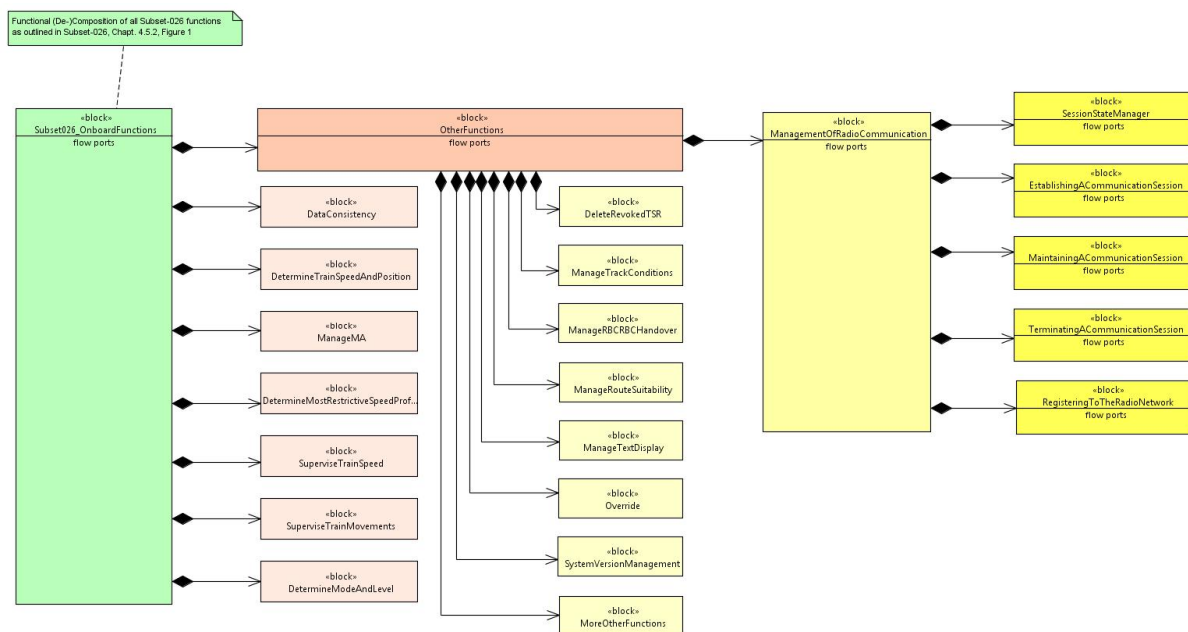 Functional (De-)Composition of all Subset-026 functions
as outlined in Subset-026, Chapt. 4.5.2, Figure 1
«block»
Subset026_OnboardFunctions
flow ports
«block»
OtherFunctions
flow ports
«block»
DataConsistency
«block»
DetermineTrainSpeedAndPosition
«block»
ManageMA
«block»
DetermineMostRestrictiveSpeedProf...
«block»
SuperviseTrainSpeed
«block»
SuperviseTrainMovements
«block»
DetermineModeAndLevel
«block»
DeleteRevokedTSR
«block»
ManageTrackConditions
«block»
ManageRBCRBCHandover
«block»
ManageRouteSuitability
«block»
ManageTextDisplay
«block»
Override
«block»
SystemVersionManagement
«block»
MoreOtherFunctions
«block»
ManagementOfRadioCommunication
flow ports
«block»
SessionStateManager
flow ports
«block»
EstablishingACommunicationSession
flow ports
«block»
MaintainingACommunicationSession
flow ports
«block»
TerminatingACommunicationSession
flow ports
«block»
RegisteringToTheRadioNetwork
flow ports